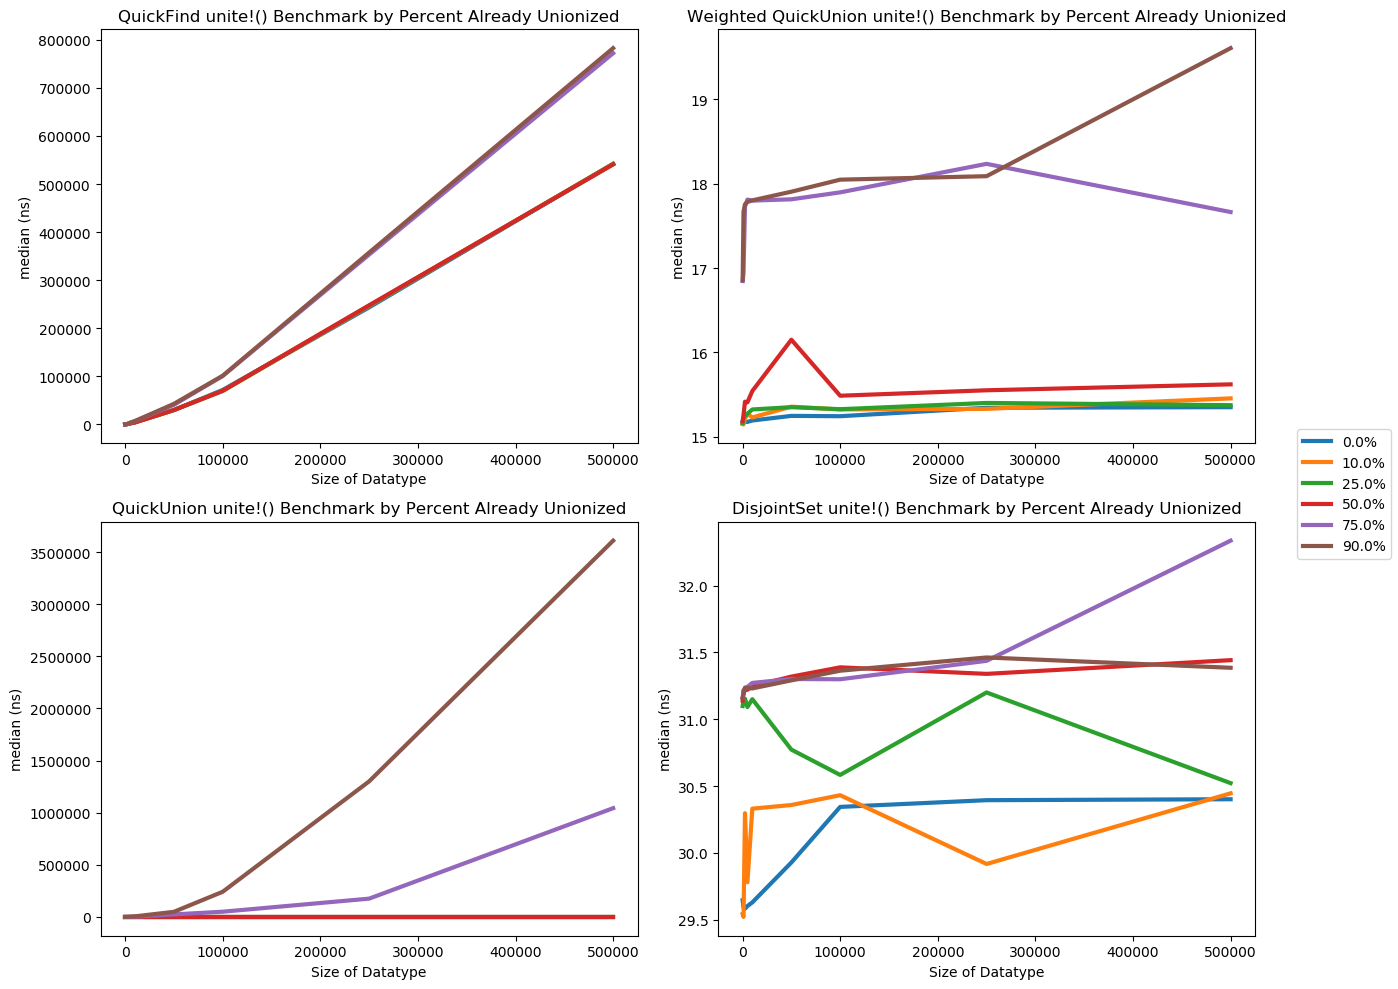 QuickFind unite!() Benchmark by Percent Already Unionized
800000
700000
600000
500000
400000
300000
200000
100000
0
median (ns)
0 100000 200000 300000 400000 500000
Size of Datatype
Weighted QuickUnion unite!() Benchmark by Percent Already Unionized
19
18
17
16
15
median (ns)
0 100000 200000 300000 400000 500000
Size of Datatype
QuickUnion unite!() Benchmark by Percent Already Unionized
3500000
3000000
2500000
2000000
1500000
1000000
500000
0
median (ns)
0 100000 200000 300000 400000 500000
Size of Datatype
DisjointSet unite!() Benchmark by Percent Already Unionized
32.0
31.5
31.0
30.5
30.0
29.5
median (ns)
0 100000 200000 300000 400000 500000
Size of Datatype
0.0%
10.0%
25.0%
50.0%
75.0%
90.0%